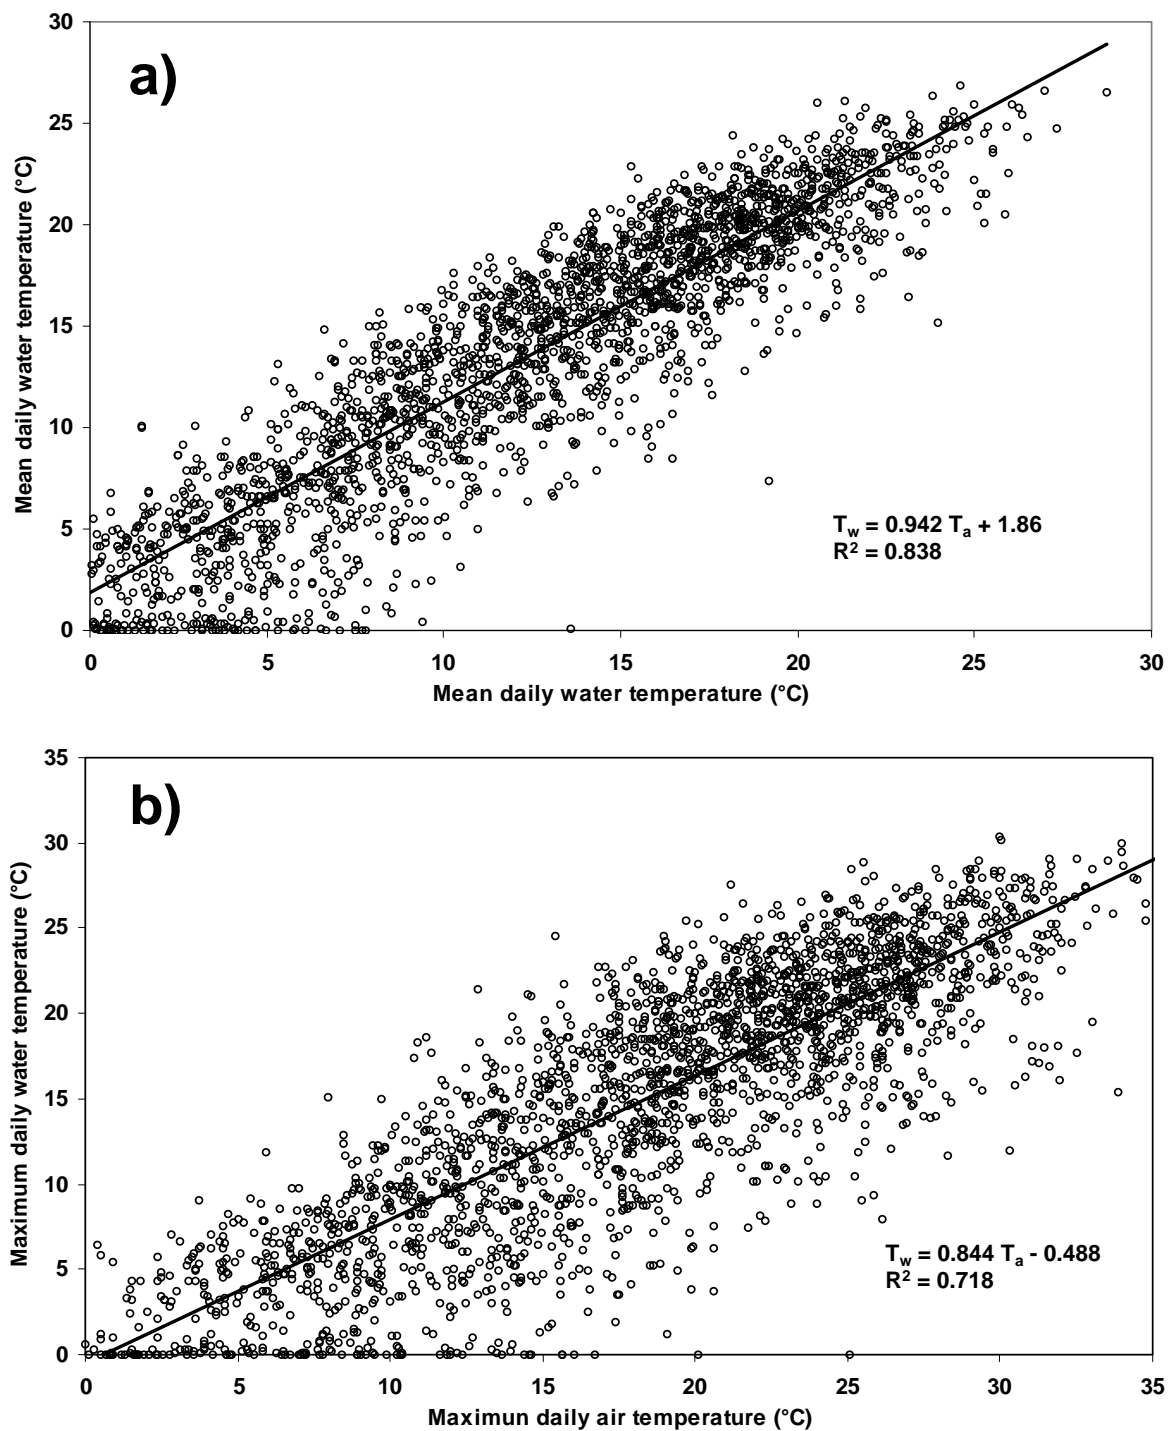 a)
30
25
20
15
10
5
0
Mean daily water temperature (°C)
T_w = 0.942 T_a + 1.86
R² = 0.838
0 5 10 15 20 25 30
Mean daily water temperature (°C)
b)
35
30
25
20
15
10
5
0
Maximum daily water temperature (°C)
T_w = 0.844 T_a - 0.488
R² = 0.718
0 5 10 15 20 25 30 35
Maximun daily air temperature (°C)